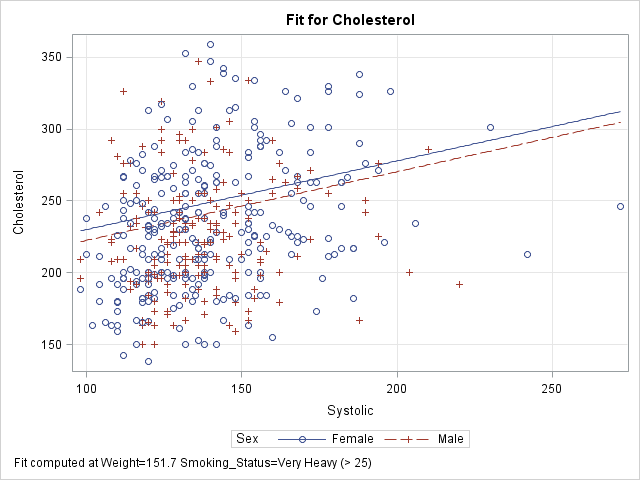 Fit for Cholesterol
350
300
250
200
150
Cholesterol
100 150 200 250
Systolic
Sex Female Male
Fit computed at Weight=151.7 Smoking_Status=Very Heavy (> 25)